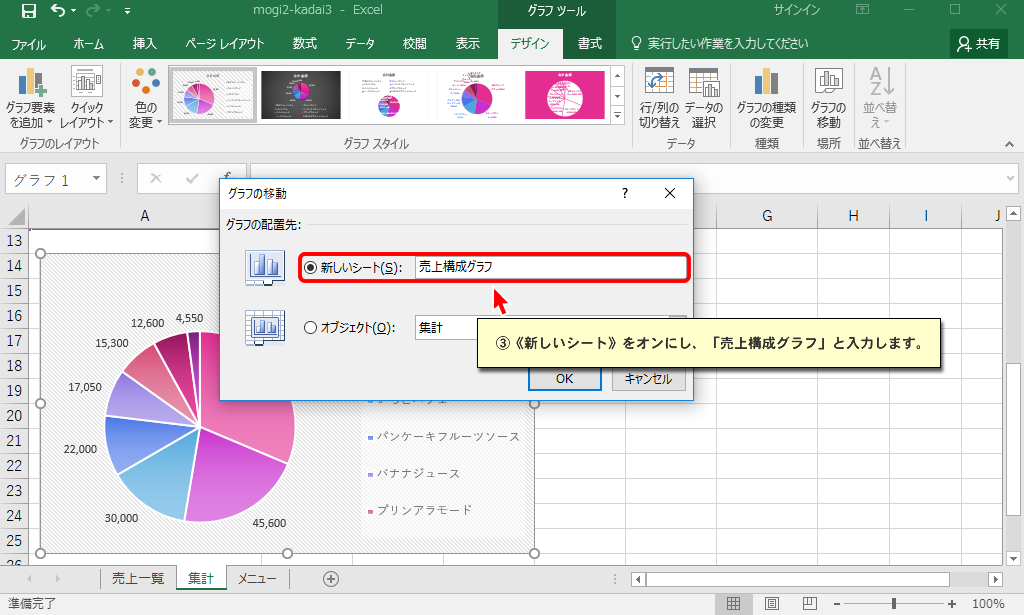 mogi2-kadai3 - Excel
グラフ ツール
サインイン
ファイル ホーム 挿入 ページ レイアウト 数式 データ 校閲 表示 デザイン 書式 実行したい作業を入力してください 共有
グラフ要素を追加
クイックレイアウト
色の変更
行/列の切り替え
データの選択
グラフの種類の変更
グラフの移動
並べ替え
グラフのレイアウト グラフ スタイル データ 種類 場所 並べ替え
グラフ 1
グラフの移動 ?
グラフの配置先:
新しいシート(S): 売上構成グラフ
オブジェクト(O): 集計
③《新しいシート》をオンにし、「売上構成グラフ」と入力します。
OK キャンセル
A G H I J
13
14
15
16
17
18
19
20
21
22
23
24
25
26
4,550
12,600
15,300
17,050
22,000
30,000
45,600
パンケーキフルーツソース
バナナジュース
プリンアラモード
売上一覧 集計 メニュー
準備完了
100%